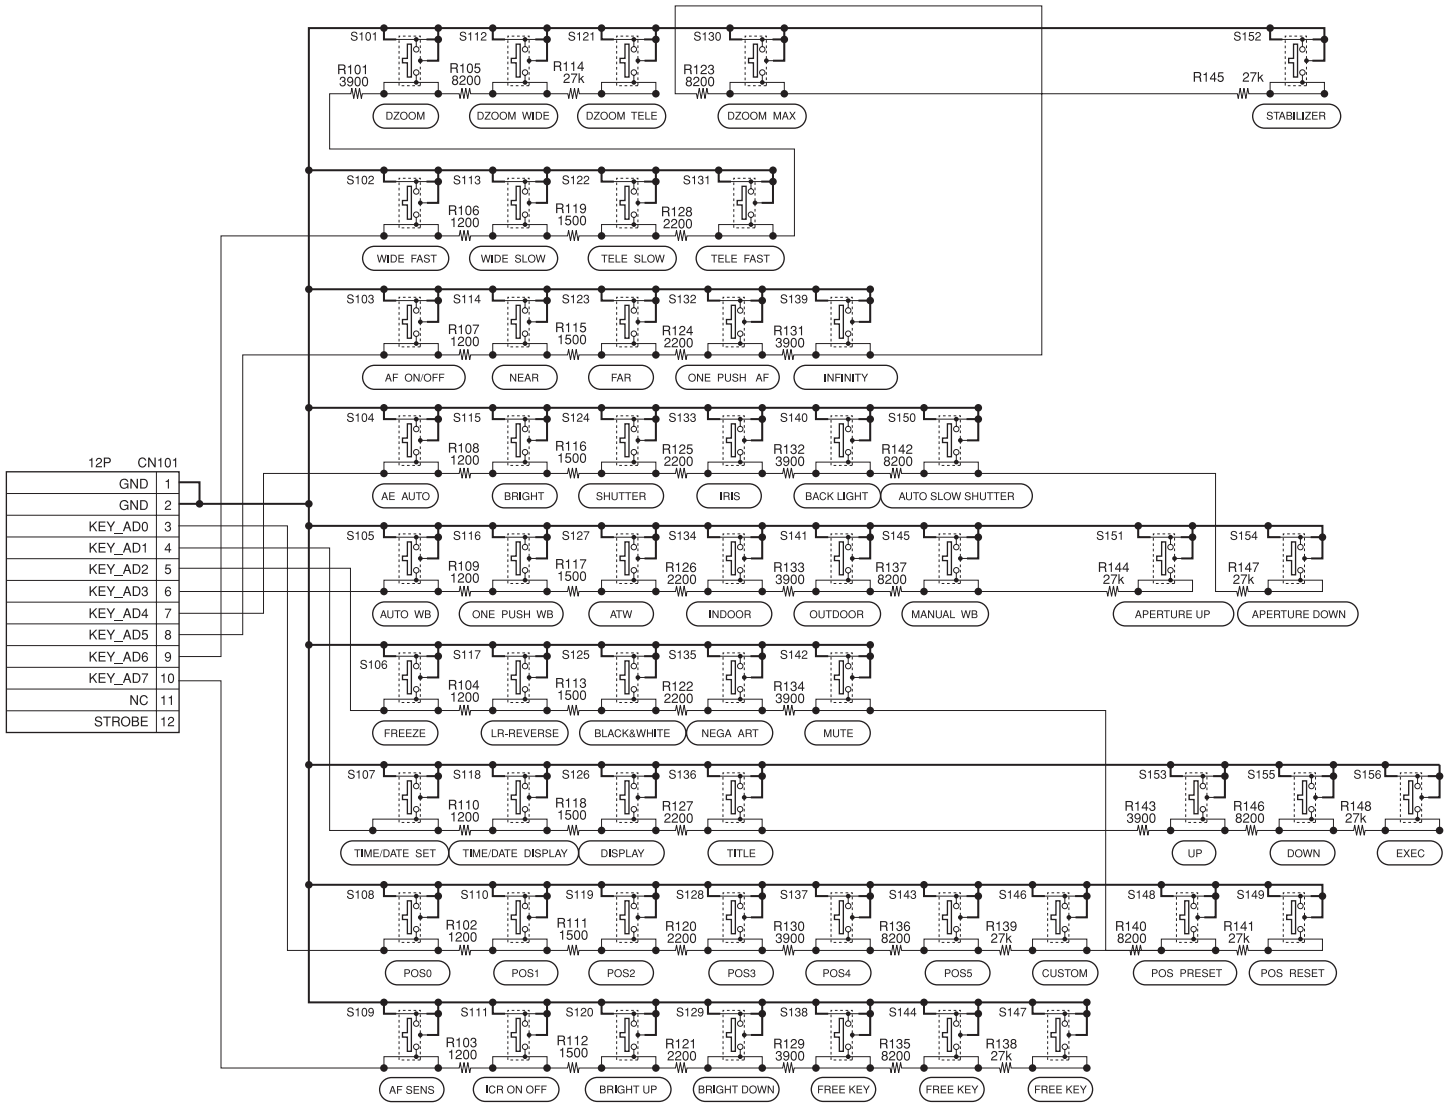 S101 S112 S121 S130 S152
R101 3900 R105 8200 R114 27k R123 8200 R145 27k
DZOOM DZOOM WIDE DZOOM TELE DZOOM MAX STABILIZER
S102 S113 S122 S131
R106 1200 R119 1500 R128 2200
WIDE FAST WIDE SLOW TELE SLOW TELE FAST
S103 S114 S123 S132 S139
R107 1200 R115 1500 R124 2200 R131 3900
AF ON/OFF NEAR FAR ONE PUSH AF INFINITY
S104 S115 S124 S133 S140 S150
R108 1200 R116 1500 R125 2200 R132 3900 R142 8200
AE AUTO BRIGHT SHUTTER IRIS BACK LIGHT AUTO SLOW SHUTTER
12P CN101
GND 1
GND 2
KEY_AD0 3
KEY_AD1 4
KEY_AD2 5
KEY_AD3 6
KEY_AD4 7
KEY_AD5 8
KEY_AD6 9
KEY_AD7 10
NC 11
STROBE 12
S105 S116 S127 S134 S141 S145 S151 S154
R109 1200 R117 1500 R126 2200 R133 3900 R137 8200 R144 27k R147 27k
AUTO WB ONE PUSH WB ATW INDOOR OUTDOOR MANUAL WB APERTURE UP APERTURE DOWN
S106 S117 S125 S135 S142
R104 1200 R113 1500 R122 2200 R134 3900
FREEZE LR-REVERSE BLACK&WHITE NEGA ART MUTE
S107 S118 S126 S136 S153 S155 S156
R110 1200 R118 1500 R127 2200 R143 3900 R146 8200 R148 27k
TIME/DATE SET TIME/DATE DISPLAY DISPLAY TITLE UP DOWN EXEC
S108 S110 S119 S128 S137 S143 S146 S148 S149
R102 1200 R111 1500 R120 2200 R130 3900 R136 8200 R139 27k R140 8200 R141 27k
POS0 POS1 POS2 POS3 POS4 POS5 CUSTOM POS PRESET POS RESET
S109 S111 S120 S129 S138 S144 S147
R103 1200 R112 1500 R121 2200 R129 3900 R135 8200 R138 27k
AF SENS ICR ON OFF BRIGHT UP BRIGHT DOWN FREE KEY FREE KEY FREE KEY